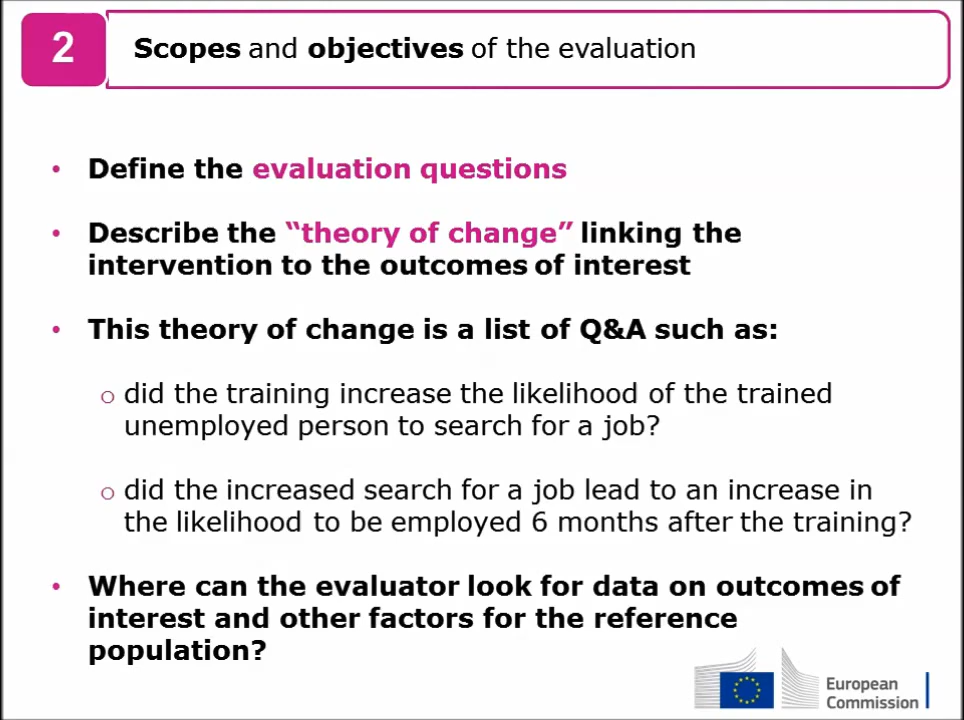 2
Scopes and objectives of the evaluation
• Define the evaluation questions
• Describe the “theory of change” linking the
intervention to the outcomes of interest
• This theory of change is a list of Q&A such as:
o did the training increase the likelihood of the trained
unemployed person to search for a job?
o did the increased search for a job lead to an increase in
the likelihood to be employed 6 months after the training?
• Where can the evaluator look for data on outcomes of
interest and other factors for the reference
population?
European
Commission